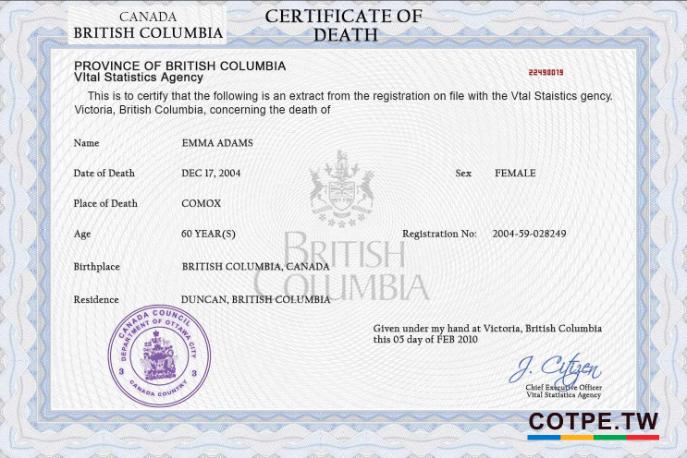 CANADA
BRITISH COLUMBIA
CERTIFICATE OF
DEATH
PROVINCE OF BRITISH COLUMBIA
VItal Statistics Agency
22490019
This is to certify that the following is an extract from the registration on file with the Vtal Staistics gency.
Victoria, British Columbia, concerning the death of
Name EMMA ADAMS
Date of Death DEC 17, 2004 Sex FEMALE
Place of Death COMOX
Age 60 YEAR(S) Registration No: 2004-59-028249
BRITISH
COLUMBIA
Birthplace BRITISH COLUMBIA, CANADA
Residence DUNCAN, BRITISH COLUMBIA
CANADA COUNCIL
DEPARTMENT OF OTTAWA CITY
3 3
CANADA COUNTRY
Given under my hand at Victoria, British Columbia
this 05 day of FEB 2010
J. Citizen
Chief Executive Officer
Vital Statistics Agency
COTPE.TW